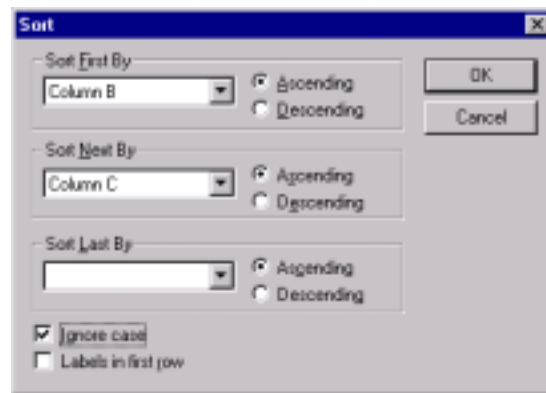 Sort
Sort First By
Column B
Ascending
Descending
OK
Cancel
Sort Next By
Column C
Ascending
Descending
Sort Last By
Ascending
Descending
Ignore case
Labels in first row